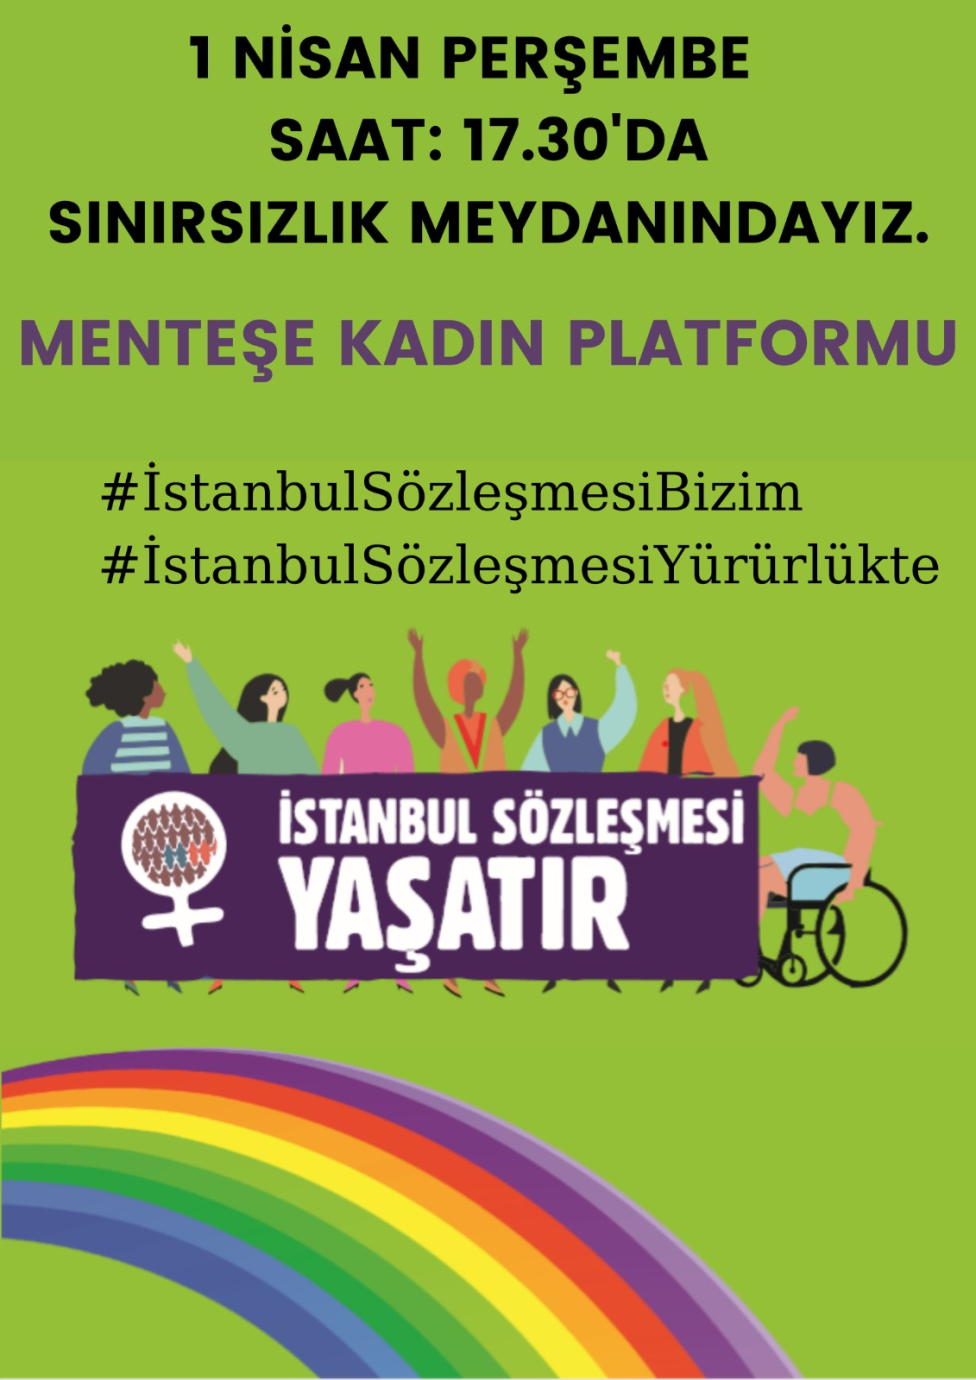 1 NİSAN PERŞEMBE
SAAT: 17.30'DA
SINIRSIZLIK MEYDANINDAYIZ.
MENTEŞE KADIN PLATFORMU
#İstanbulSözleşmesiBizim
#İstanbulSözleşmesiYürürlükte
İSTANBUL SÖZLEŞMESİ
YAŞATIR